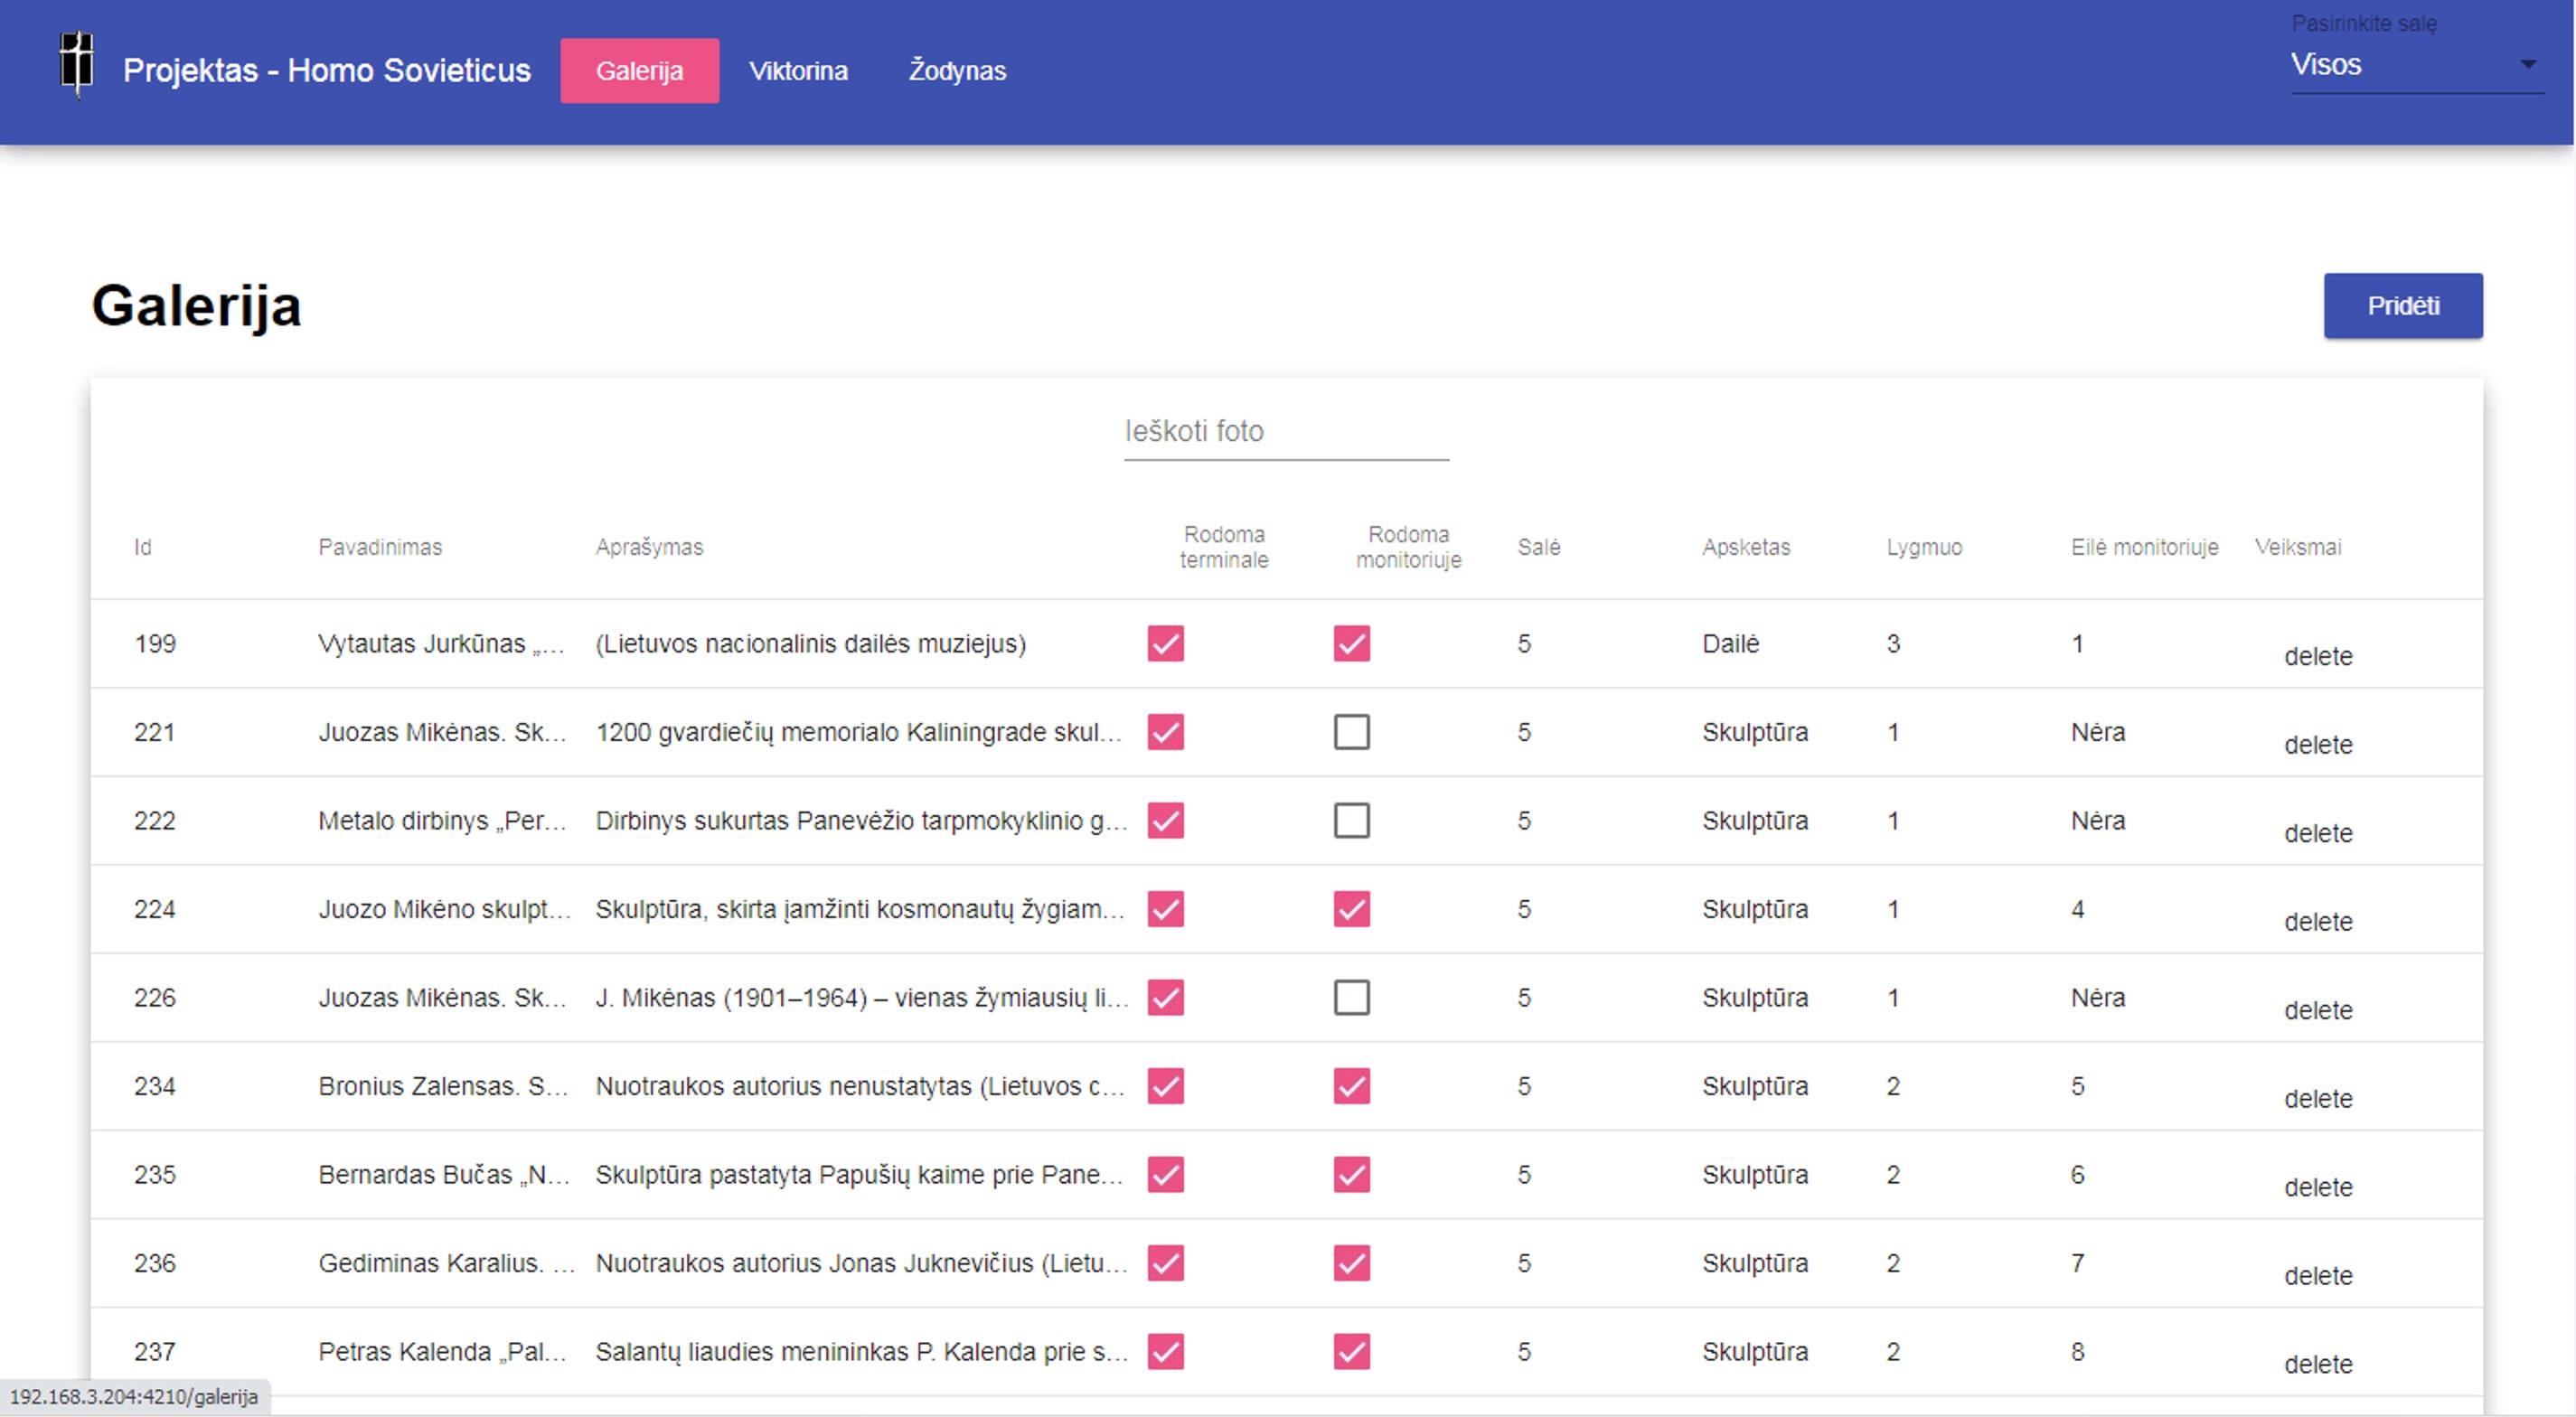 Pasirinkite salę
Projektas - Homo Sovieticus Galerija Viktorina Žodynas Visos
Galerija Pridėti
Ieškoti foto
Id Pavadinimas Aprašymas Rodoma terminale Rodoma monitoriuje Salė Apsketas Lygmuo Eilė monitoriuje Veiksmai
199 Vytautas Jurkūnas „... (Lietuvos nacionalinis dailės muziejus) 5 Dailė 3 1 delete
221 Juozas Mikėnas. Sk... 1200 gvardiečių memorialo Kaliningrade skul... 5 Skulptūra 1 Nėra delete
222 Metalo dirbinys „Per... Dirbinys sukurtas Panevėžio tarpmokyklinio g... 5 Skulptūra 1 Nėra delete
224 Juozo Mikėno skulpt... Skulptūra, skirta įamžinti kosmonautų žygiam... 5 Skulptūra 1 4 delete
226 Juozas Mikėnas. Sk... J. Mikėnas (1901–1964) – vienas žymiausių li... 5 Skulptūra 1 Nėra delete
234 Bronius Zalensas. S... Nuotraukos autorius nenustatytas (Lietuvos c... 5 Skulptūra 2 5 delete
235 Bernardas Bučas „N... Skulptūra pastatyta Papušių kaime prie Pane... 5 Skulptūra 2 6 delete
236 Gediminas Karalius. ... Nuotraukos autorius Jonas Juknevičius (Lietu... 5 Skulptūra 2 7 delete
237 Petras Kalenda „Pal... Salantų liaudies menininkas P. Kalenda prie s... 5 Skulptūra 2 8 delete
192.168.3.204:4210/galerija